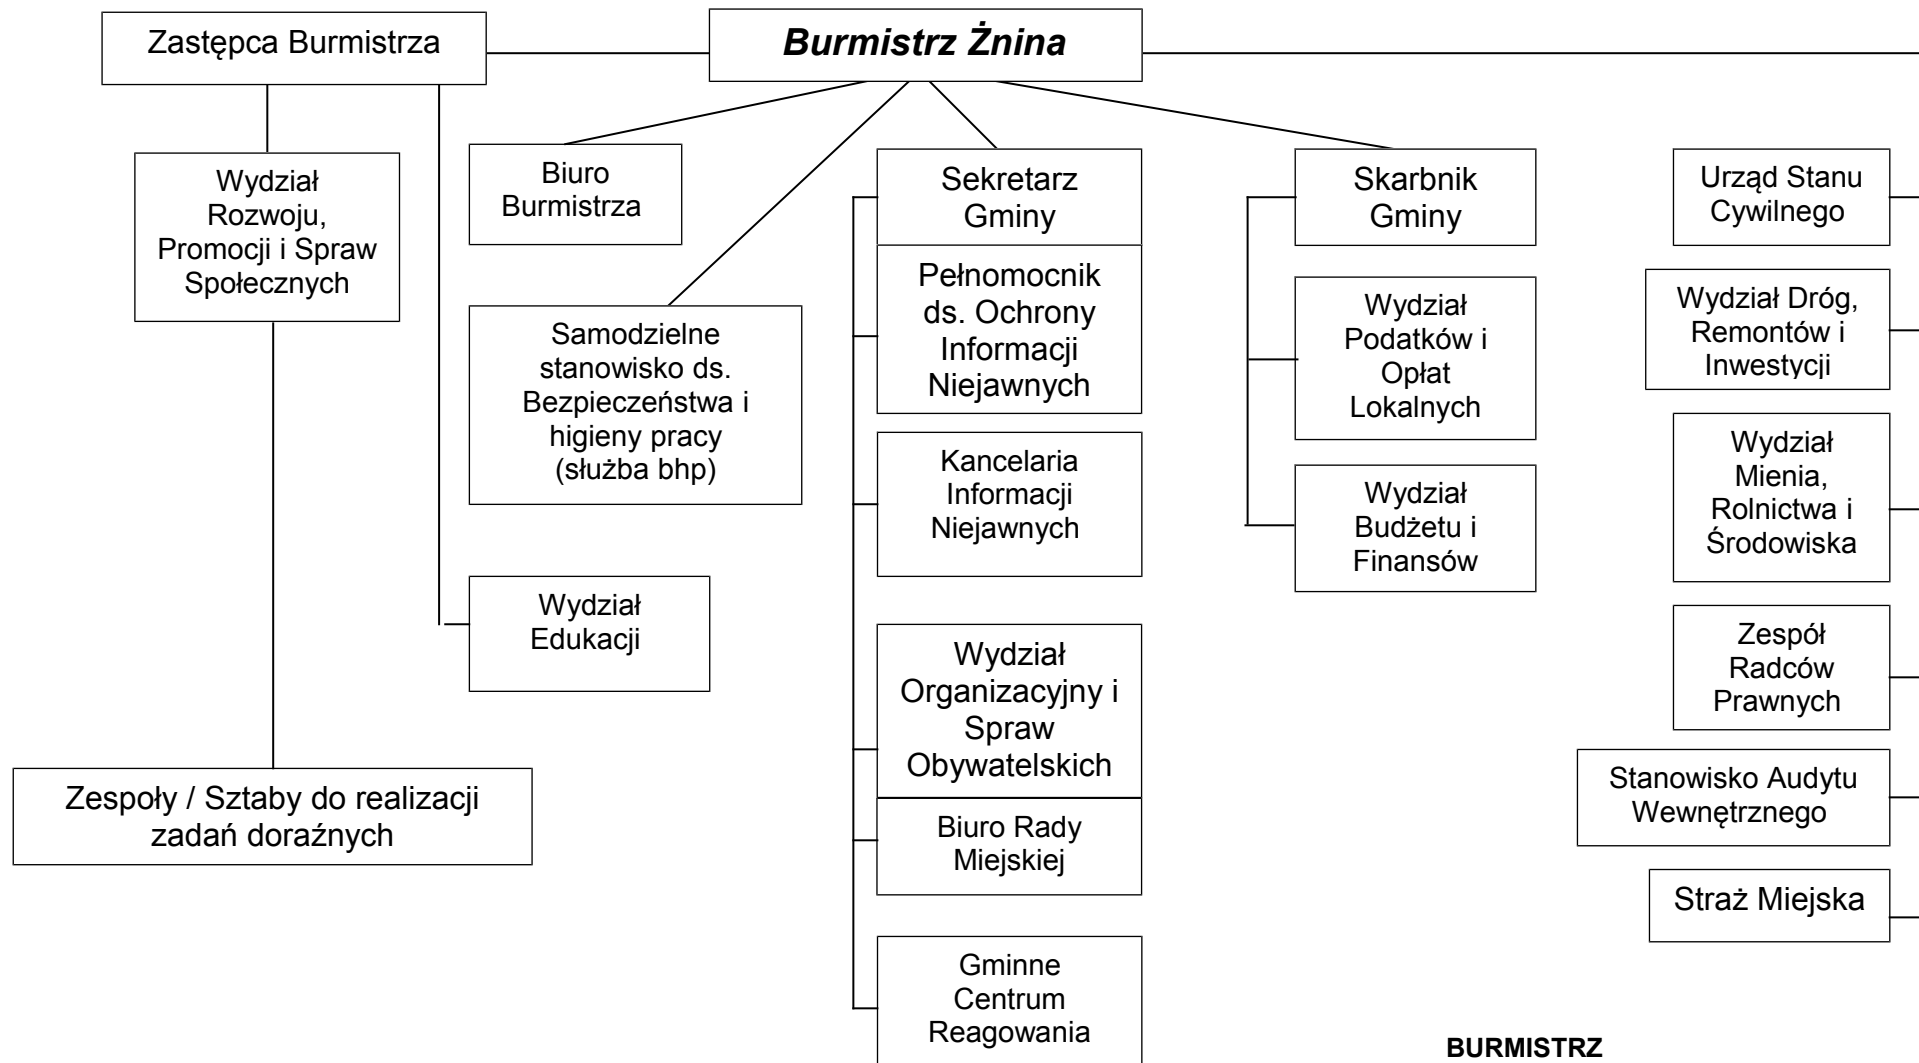 Zastępca Burmistrza
Burmistrz Żnina
Wydział
Rozwoju,
Promocji i Spraw
Społecznych
Biuro
Burmistrza
Sekretarz
Gminy
Skarbnik
Gminy
Urząd Stanu
Cywilnego
Pełnomocnik
ds. Ochrony
Informacji
Niejawnych
Wydział
Podatków i
Opłat
Lokalnych
Wydział Dróg,
Remontów i
Inwestycji
Samodzielne
stanowisko ds.
Bezpieczeństwa i
higieny pracy
(służba bhp)
Kancelaria
Informacji
Niejawnych
Wydział
Budżetu i
Finansów
Wydział
Mienia,
Rolnictwa i
Środowiska
Wydział
Edukacji
Wydział
Organizacyjny i
Spraw
Obywatelskich
Zespół
Radców
Prawnych
Zespoły / Sztaby do realizacji
zadań doraźnych
Biuro Rady
Miejskiej
Stanowisko Audytu
Wewnętrznego
Straż Miejska
Gminne
Centrum
Reagowania
BURMISTRZ